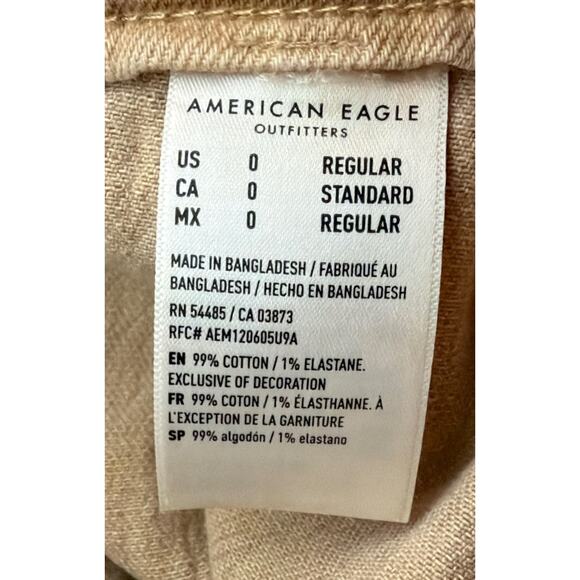 AMERICAN EAGLE
OUTFITTERS
US 0 REGULAR
CA 0 STANDARD
MX 0 REGULAR
MADE IN BANGLADESH / FABRIQUÉ AU
BANGLADESH / HECHO EN BANGLADESH
RN 54485 / CA 03873
RFC# AEM120605U9A
EN 99% COTTON / 1% ELASTANE.
EXCLUSIVE OF DECORATION
FR 99% COTON / 1% ÉLASTHANNE. À
L'EXCEPTION DE LA GARNITURE
SP 99% algodón / 1% elastano